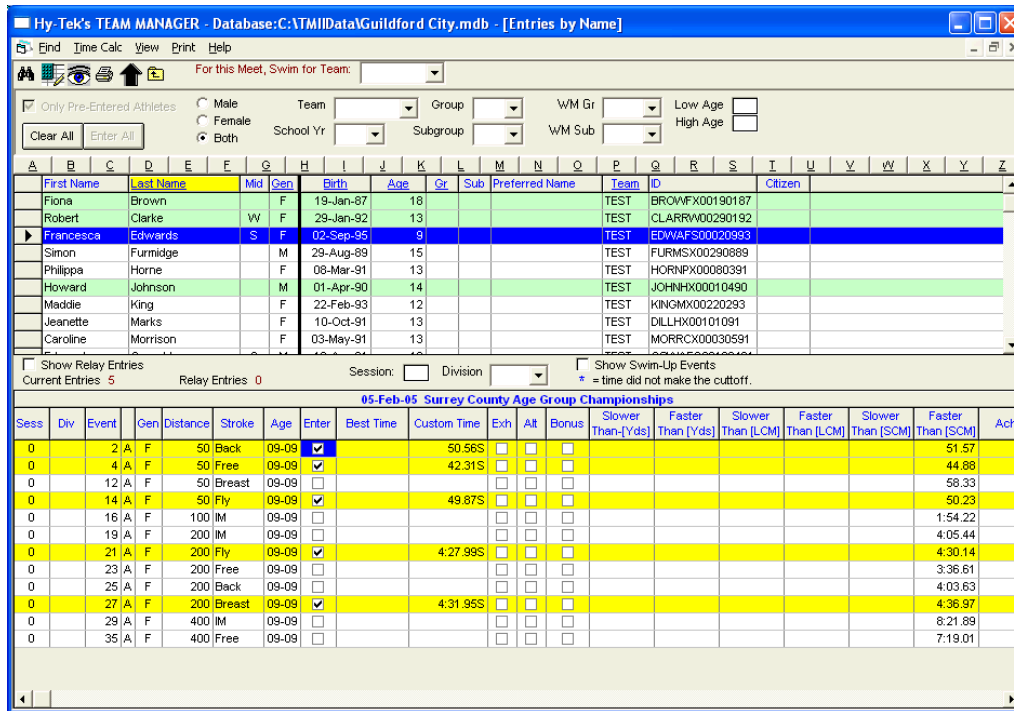 Hy-Tek's TEAM MANAGER - Database:C:\TMIIData\Guildford City.mdb - [Entries by Name]
Find Time Calc View Print Help
For this Meet, Swim for Team:
Only Pre-Entered Athletes Male Team Group WM Gr Low Age
Female High Age
Clear All Enter All Both School Yr Subgroup WM Sub
A B C D E F G H I J K L M N O P Q R S T U V W X Y Z
First Name Last Name Mid Gen Birth Age Gr Sub Preferred Name Team ID Citizen
Fiona Brown F 19-Jan-87 18 TEST BROWFX00190187
Robert Clarke W F 29-Jan-92 13 TEST CLARRW00290192
Francesca Edwards S F 02-Sep-95 9 TEST EDWAFS00020993
Simon Furmidge M 29-Aug-89 15 TEST FURMSX00290889
Philippa Horne F 08-Mar-91 13 TEST HORNPX00080391
Howard Johnson M 01-Apr-90 14 TEST JOHNHX00010490
Maddie King F 22-Feb-93 12 TEST KINGMX00220293
Jeanette Marks F 10-Oct-91 13 TEST DILLHX00101091
Caroline Morrison F 03-May-91 13 TEST MORRCX00030591
Show Relay Entries Session: Division Show Swim-Up Events
Current Entries 5 Relay Entries 0 * = time did not make the cuttoff.
05-Feb-05 Surrey County Age Group Championships
Sess Div Event Gen Distance Stroke Age Enter Best Time Custom Time Exh Alt Bonus Slower Than-[Yds] Faster Than [Yds] Slower Than [LCM] Faster Than [LCM] Slower Than [SCM] Faster Than [SCM] Ach
0 2 A F 50 Back 09-09 50.56S 51.57
0 4 A F 50 Free 09-09 42.31S 44.88
0 12 A F 50 Breast 09-09 58.33
0 14 A F 50 Fly 09-09 49.87S 50.23
0 16 A F 100 IM 09-09 1:54.22
0 19 A F 200 IM 09-09 4:05.44
0 21 A F 200 Fly 09-09 4:27.99S 4:30.14
0 23 A F 200 Free 09-09 3:36.61
0 25 A F 200 Back 09-09 4:03.63
0 27 A F 200 Breast 09-09 4:31.95S 4:36.97
0 29 A F 400 IM 09-09 8:21.89
0 35 A F 400 Free 09-09 7:19.01